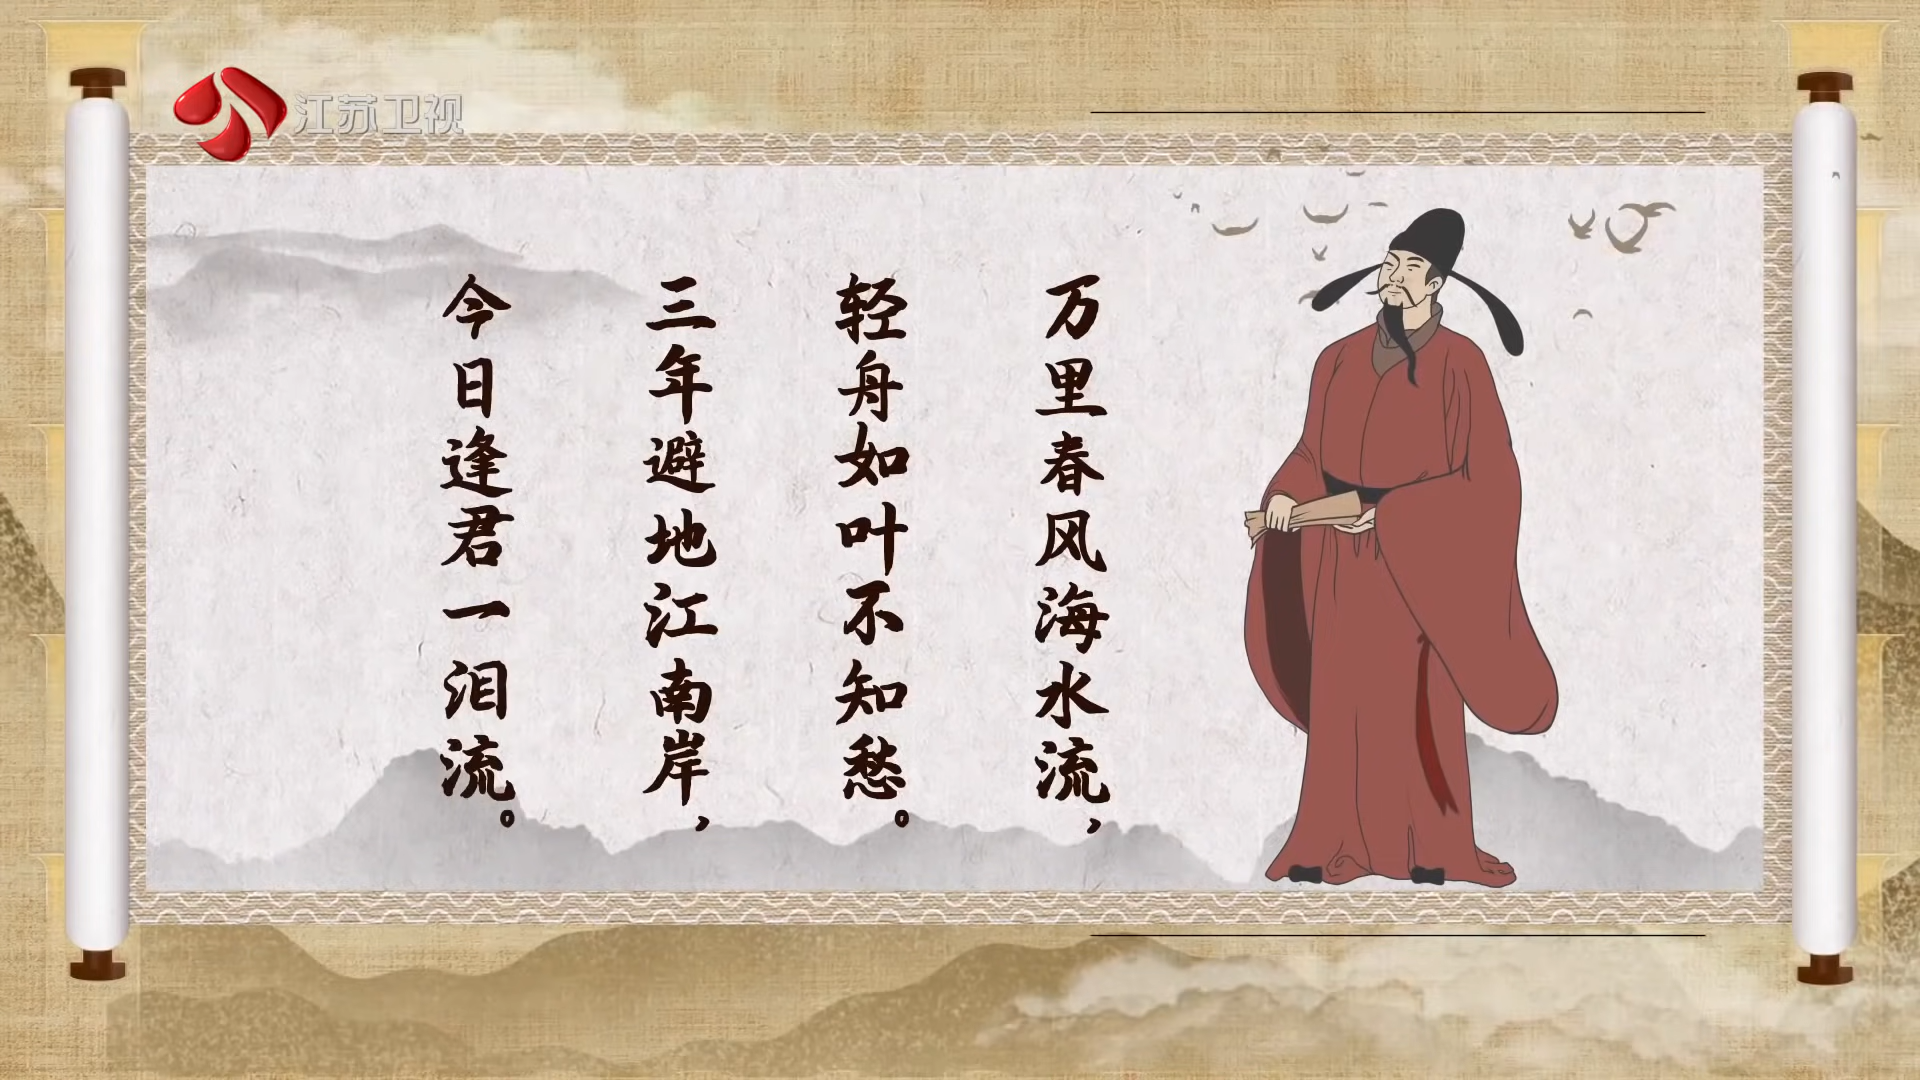 江苏卫视
万里春风海水流，
轻舟如叶不知愁。
三年避地江南岸，
今日逢君一泪流。